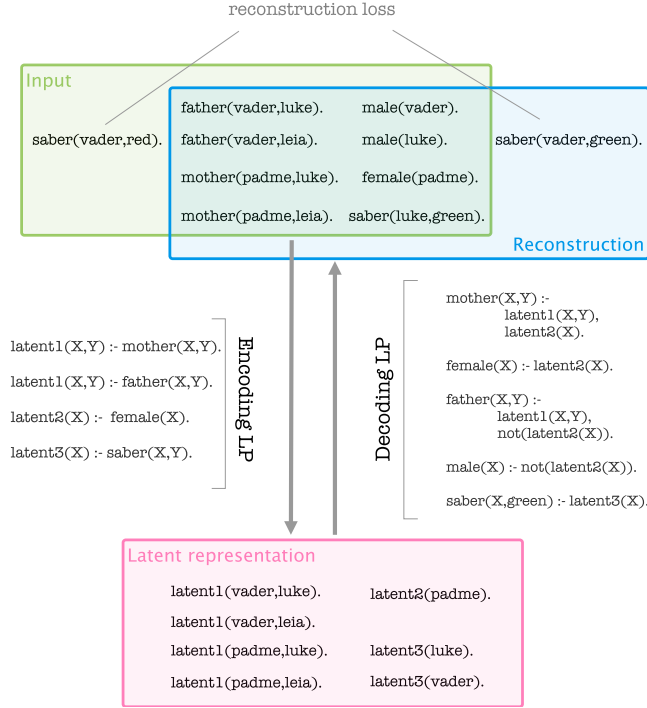 reconstruction loss
Input
father(vader,luke). male(vader).
saber(vader,red). father(vader,leia). male(luke). saber(vader,green).
mother(padme,luke). female(padme).
mother(padme,leia). saber(luke,green).
Reconstruction
latent1(X,Y) :- mother(X,Y).
latent1(X,Y) :- father(X,Y).
latent2(X) :- female(X).
latent3(X) :- saber(X,Y).
Encoding LP
Decoding LP
mother(X,Y) :-
latent1(X,Y),
latent2(X).
female(X) :- latent2(X).
father(X,Y) :-
latent1(X,Y),
not(latent2(X)).
male(X) :- not(latent2(X)).
saber(X,green) :- latent3(X).
Latent representation
latent1(vader,luke). latent2(padme).
latent1(vader,leia).
latent1(padme,luke). latent3(luke).
latent1(padme,leia). latent3(vader).